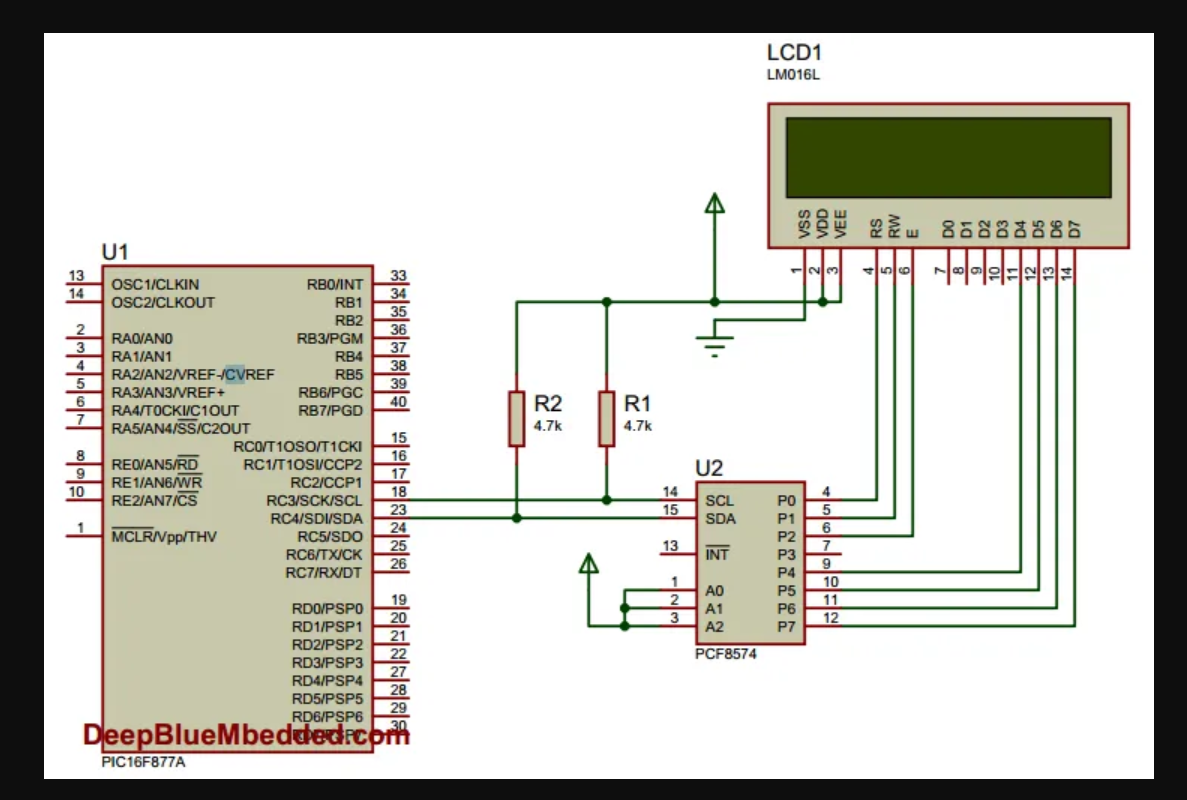 LCD1
LM016L
VSS
VDD
VEE
RS
RW
E
D0
D1
D2
D3
D4
D5
D6
D7
1
2
3
4
5
6
7
8
9
10
11
12
13
14
U1
13 OSC1/CLKIN RB0/INT 33
14 OSC2/CLKOUT RB1 34
RB2 35
2 RA0/AN0 RB3/PGM 36
3 RA1/AN1 RB4 37
4 RA2/AN2/VREF-/CVREF RB5 38
5 RA3/AN3/VREF+ RB6/PGC 39
6 RA4/T0CKI/C1OUT RB7/PGD 40
7 RA5/AN4/SS/C2OUT
RC0/T1OSO/T1CKI 15
8 RE0/AN5/RD RC1/T1OSI/CCP2 16
9 RE1/AN6/WR RC2/CCP1 17
10 RE2/AN7/CS RC3/SCK/SCL 18
RC4/SDI/SDA 23
1 MCLR/Vpp/THV RC5/SDO 24
RC6/TX/CK 25
RC7/RX/DT 26
RD0/PSP0 19
RD1/PSP1 20
RD2/PSP2 21
RD3/PSP3 22
RD4/PSP4 27
RD5/PSP5 28
RD6/PSP6 29
30
DeepBlueMbedded.com
PIC16F877A
R2
4.7k
R1
4.7k
U2
14 SCL P0 4
15 SDA P1 5
P2 6
13 INT P3 7
P4 9
1 A0 P5 10
2 A1 P6 11
3 A2 P7 12
PCF8574